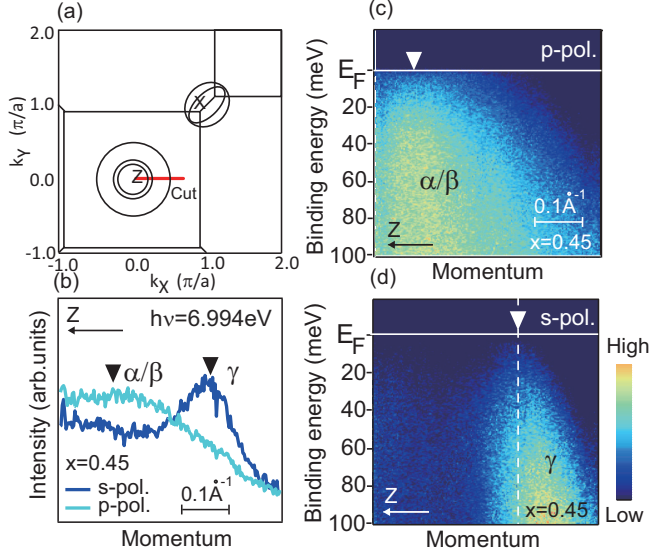 (a)
2.0
1.0
0.0
-1.0
k_Y (π/a)
X
Z
Cut
-1.0
0.0
1.0
2.0
k_X (π/a)
(b)
Z
hν=6.994eV
α/β
γ
Intensity (arb.units)
x=0.45
s-pol.
p-pol.
0.1Å⁻¹
Momentum
(c)
p-pol.
E_F
20
40
60
80
100
Binding energy (meV)
α/β
0.1Å⁻¹
Z
x=0.45
Momentum
(d)
s-pol.
E_F
20
40
60
80
100
Binding energy (meV)
γ
Z
x=0.45
Momentum
High
Low